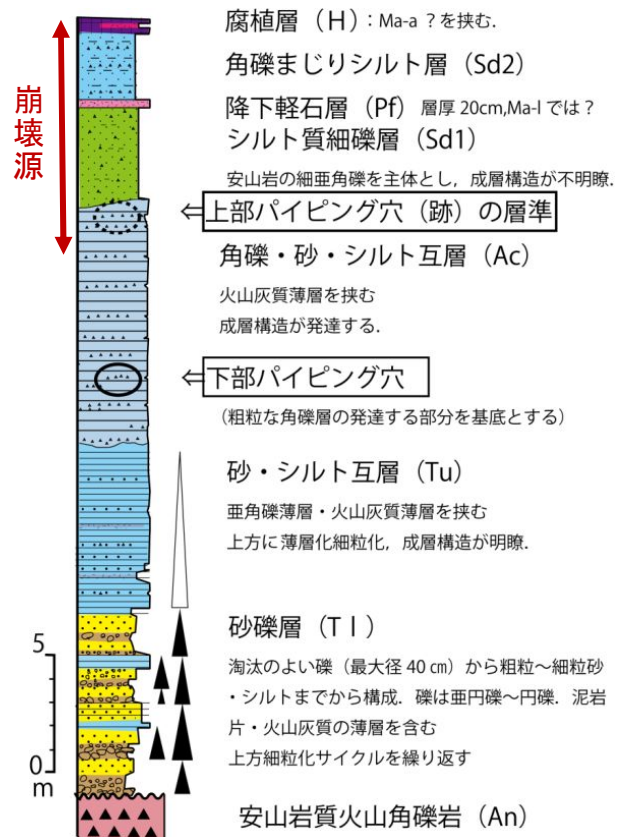 腐植層（H）：Ma-a ？を挟む.
角礫まじりシルト層（Sd2）
降下軽石層（Pf）層厚 20cm,Ma-l では？
シルト質細礫層（Sd1）
安山岩の細亜角礫を主体とし，成層構造が不明瞭.
崩壊源
⇐上部パイピング穴（跡）の層準
角礫・砂・シルト互層（Ac）
火山灰質薄層を挟む
成層構造が発達する.
⇐下部パイピング穴
(粗粒な角礫層の発達する部分を基底とする）
砂・シルト互層（Tu）
亜角礫薄層・火山灰質薄層を挟む
上方に薄層化細粒化，成層構造が明瞭.
砂礫層（T l）
淘汰のよい礫（最大径 40 ㎝）から粗粒～細粒砂
・シルトまでから構成．礫は亜円礫～円礫．泥岩
片・火山灰質の薄層を含む
上方細粒化サイクルを繰り返す
5
0
m
安山岩質火山角礫岩（An）